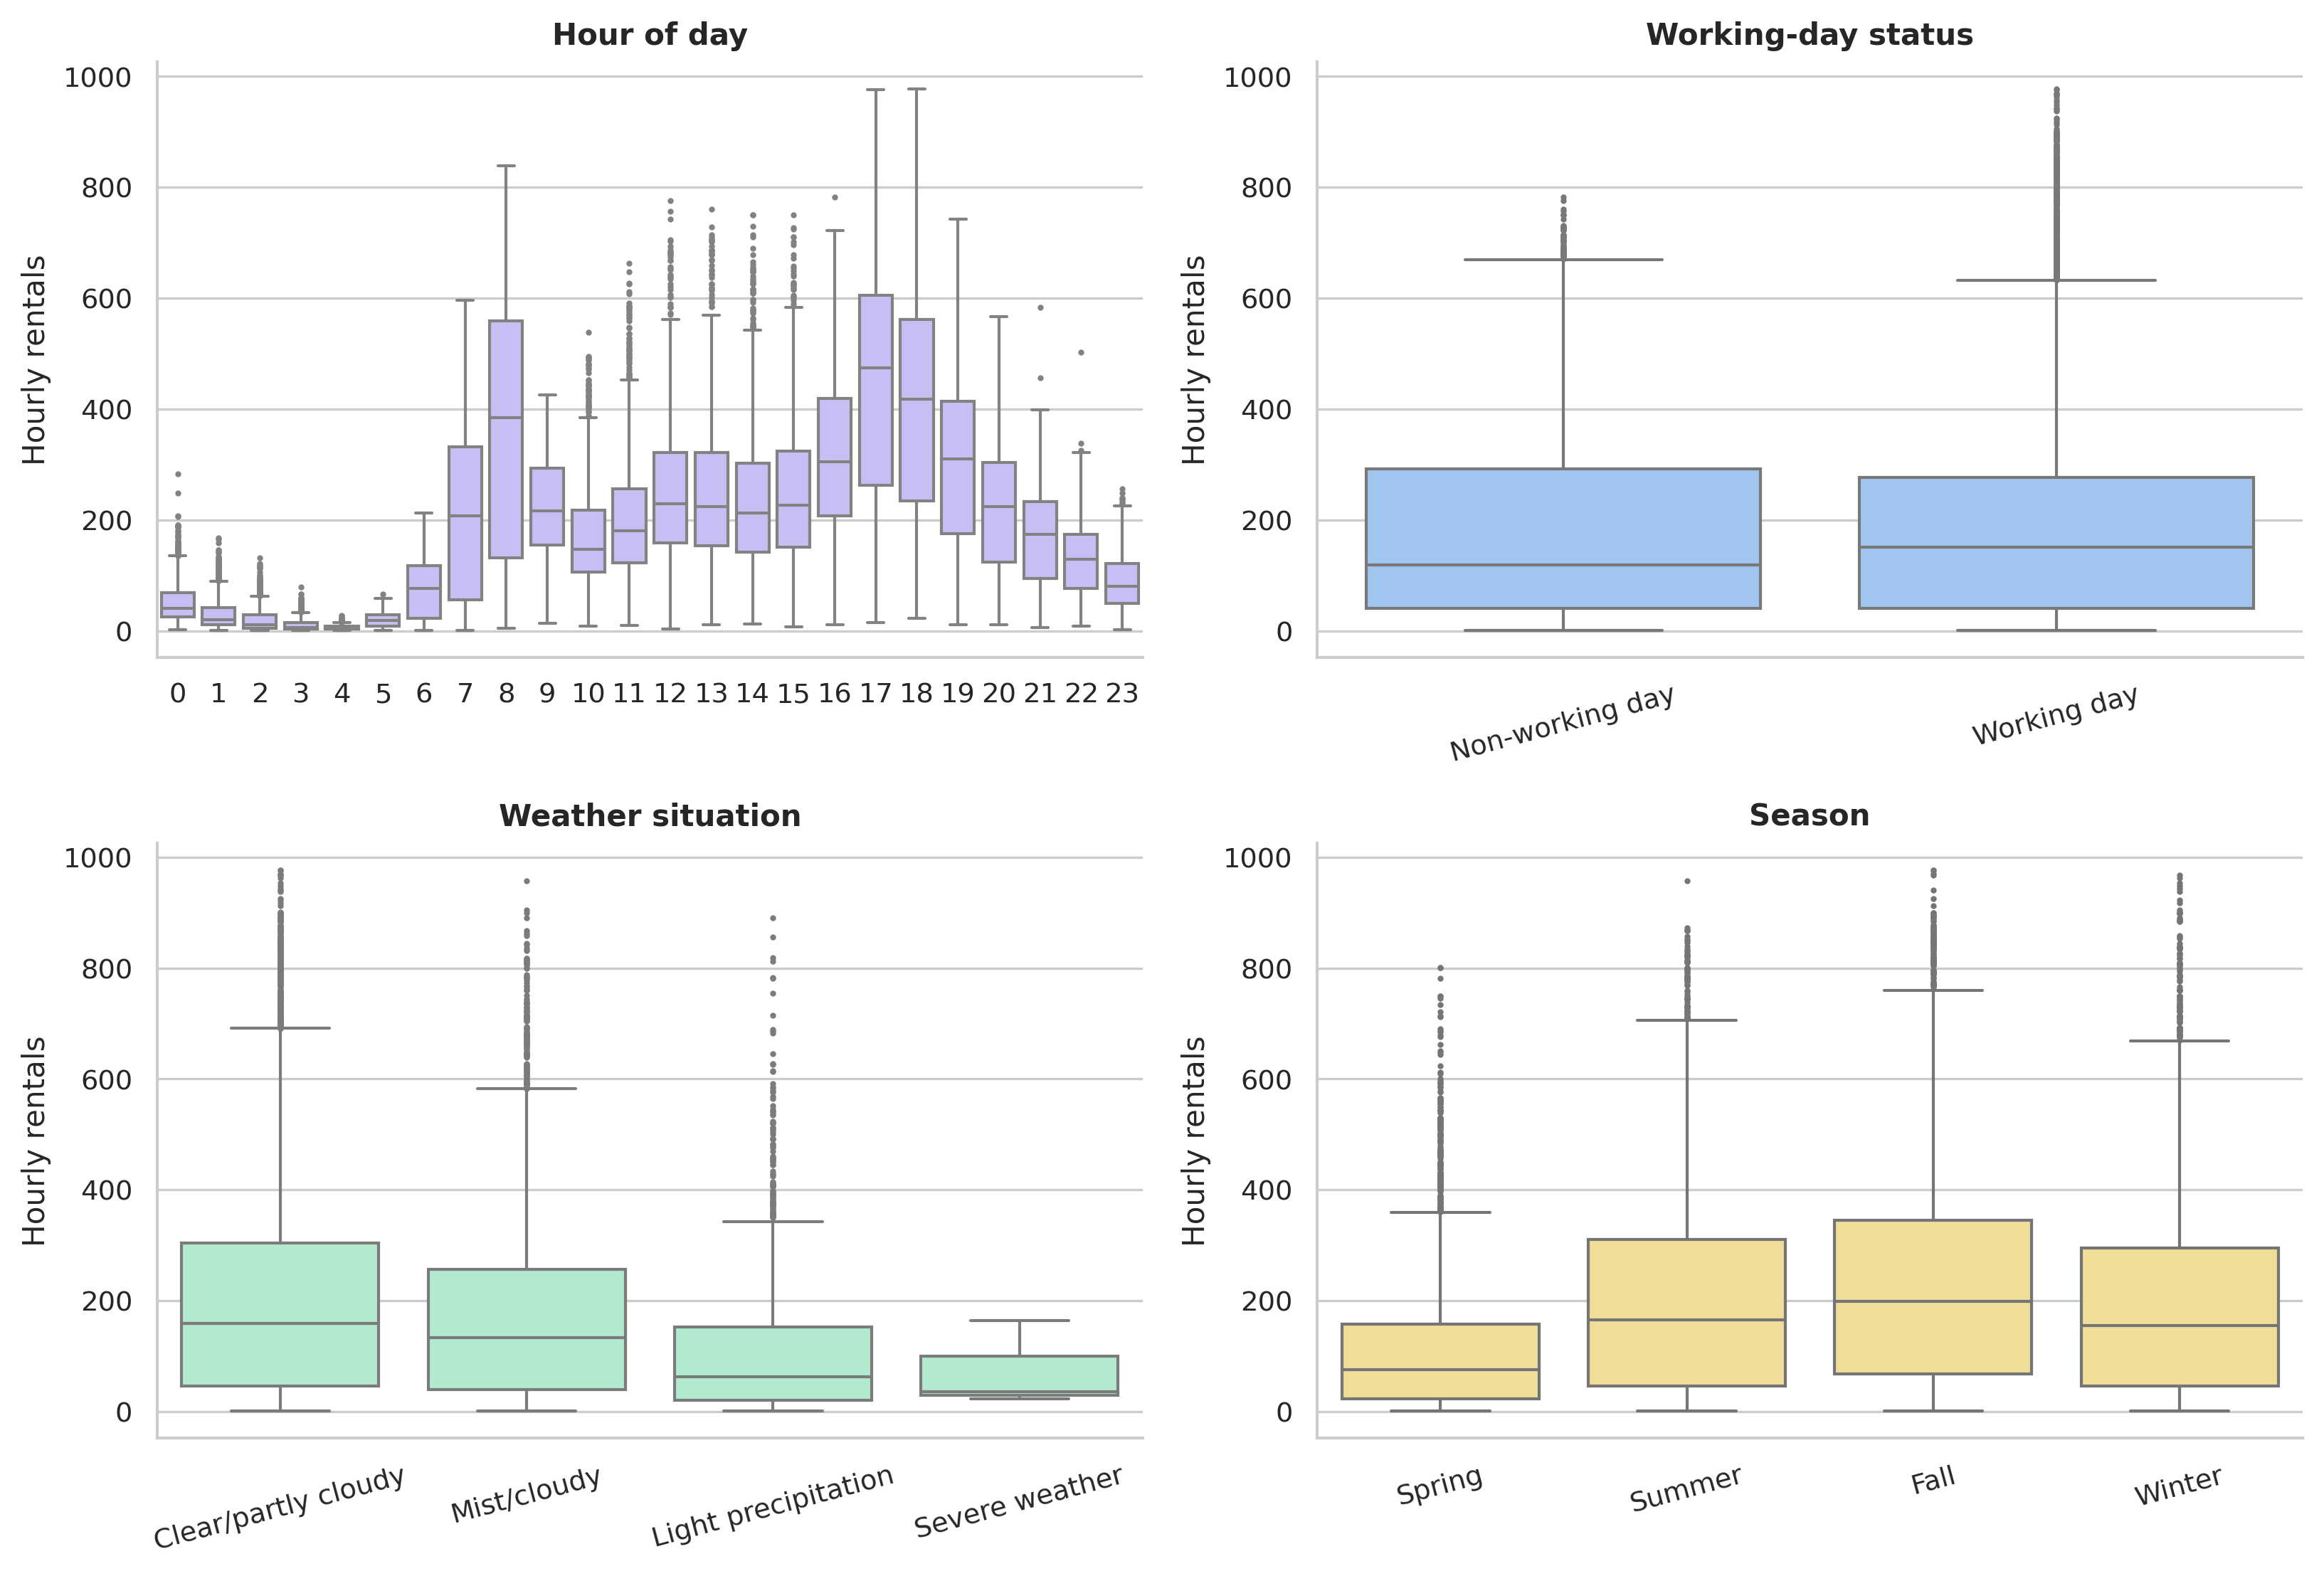 Hour of day
Hourly rentals
1000
800
600
400
200
0
0 1 2 3 4 5 6 7 8 9 10 11 12 13 14 15 16 17 18 19 20 21 22 23
Working-day status
Hourly rentals
1000
800
600
400
200
0
Non-working day
Working day
Weather situation
Hourly rentals
1000
800
600
400
200
0
Clear/partly cloudy
Mist/cloudy
Light precipitation
Severe weather
Season
Hourly rentals
1000
800
600
400
200
0
Spring
Summer
Fall
Winter